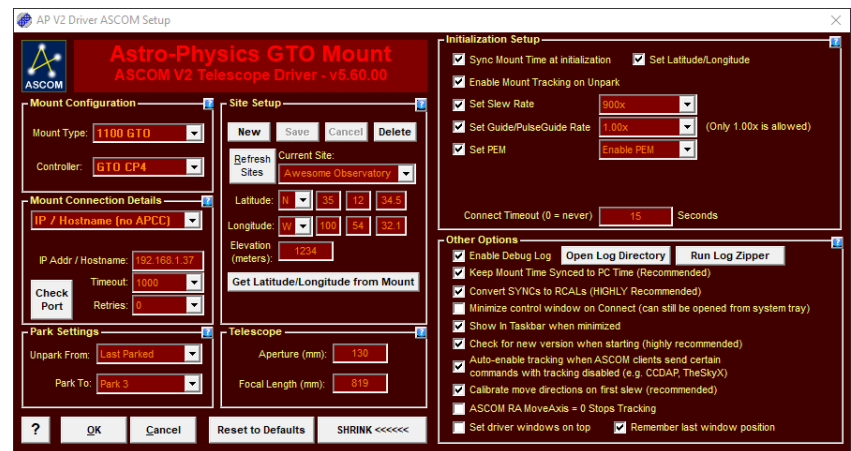 AP V2 Driver ASCOM Setup
ASCOM
Astro-Physics GTO Mount
ASCOM V2 Telescope Driver - v5.60.00
Mount Configuration
?
Mount Type: 1100 GTO
Controller: GTO CP4
Mount Connection Details
?
IP / Hostname (no APCC)
IP Addr / Hostname: 192.168.1.37
Check Port
Timeout: 1000
Retries: 0
Park Settings
?
Unpark From: Last Parked
Park To: Park 3
Site Setup
?
New Save Cancel Delete
Refresh Sites
Current Site:
Awesome Observatory
Latitude: N 35 12 34.5
Longitude: W 100 54 32.1
Elevation
(meters): 1234
Get Latitude/Longitude from Mount
Telescope
?
Aperture (mm): 130
Focal Length (mm): 819
? OK Cancel Reset to Defaults SHRINK <<<<<<
Initialization Setup
?
Sync Mount Time at initialization Set Latitude/Longitude
Enable Mount Tracking on Unpark
Set Slew Rate 900x
Set Guide/PulseGuide Rate 1.00x (Only 1.00x is allowed)
Set PEM Enable PEM
Connect Timeout (0 = never) 15 Seconds
Other Options
?
Enable Debug Log Open Log Directory Run Log Zipper
Keep Mount Time Synced to PC Time (Recommended)
Convert SYNCs to RCALs (HIGHLY Recommended)
Minimize control window on Connect (can still be opened from system tray)
Show In Taskbar when minimized
Check for new version when starting (highly recommended)
Auto-enable tracking when ASCOM clients send certain
commands with tracking disabled (e.g. CCDAP, TheSkyX)
Calibrate move directions on first slew (recommended)
ASCOM RA MoveAxis = 0 Stops Tracking
Set driver windows on top Remember last window position